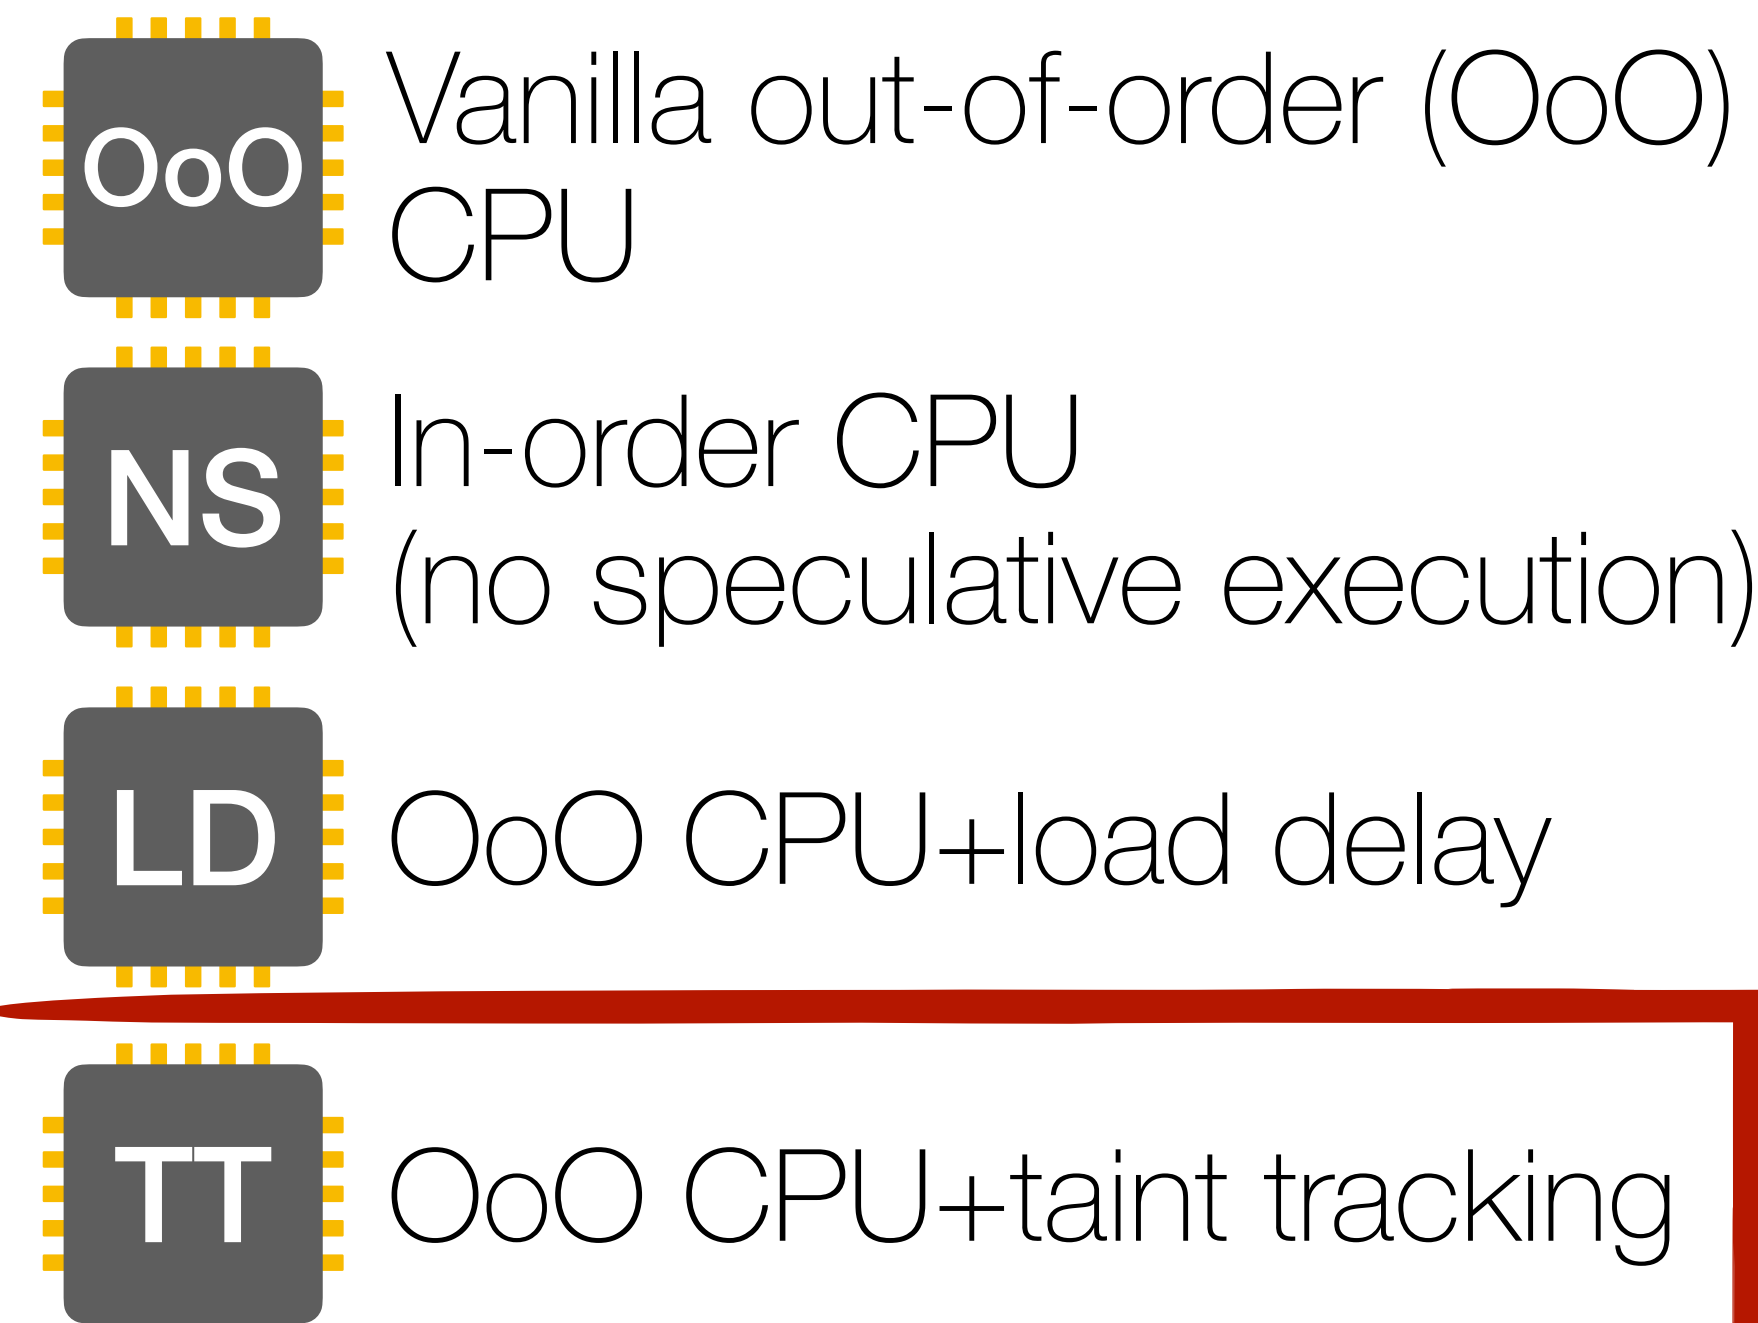 OoO
Vanilla out-of-order (OoO)
CPU
NS
In-order CPU
(no speculative execution)
LD
OoO CPU+load delay
TT
OoO CPU+taint tracking